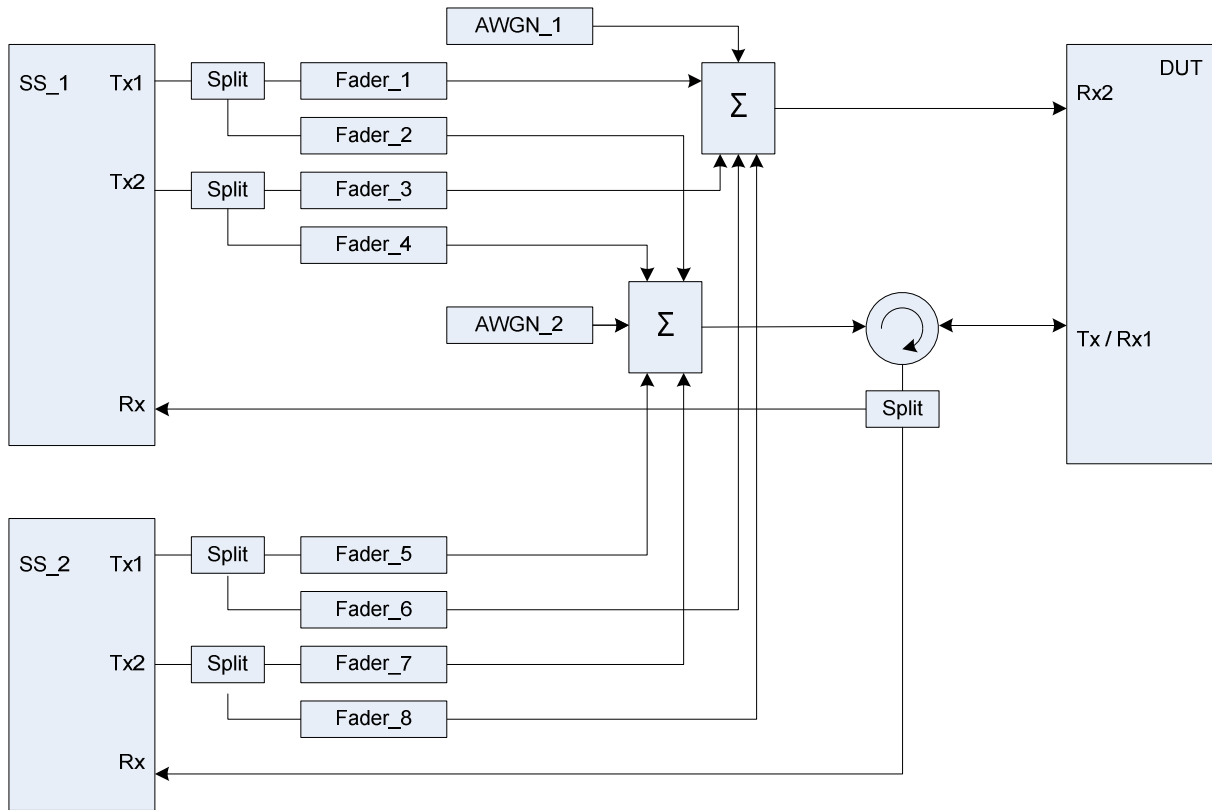 AWGN_1
SS_1
Tx1
Split
Fader_1
Σ
DUT
Rx2
Fader_2
Tx2
Split
Fader_3
Fader_4
AWGN_2
Σ
Tx / Rx1
Rx
Split
SS_2
Tx1
Split
Fader_5
Fader_6
Tx2
Split
Fader_7
Fader_8
Rx